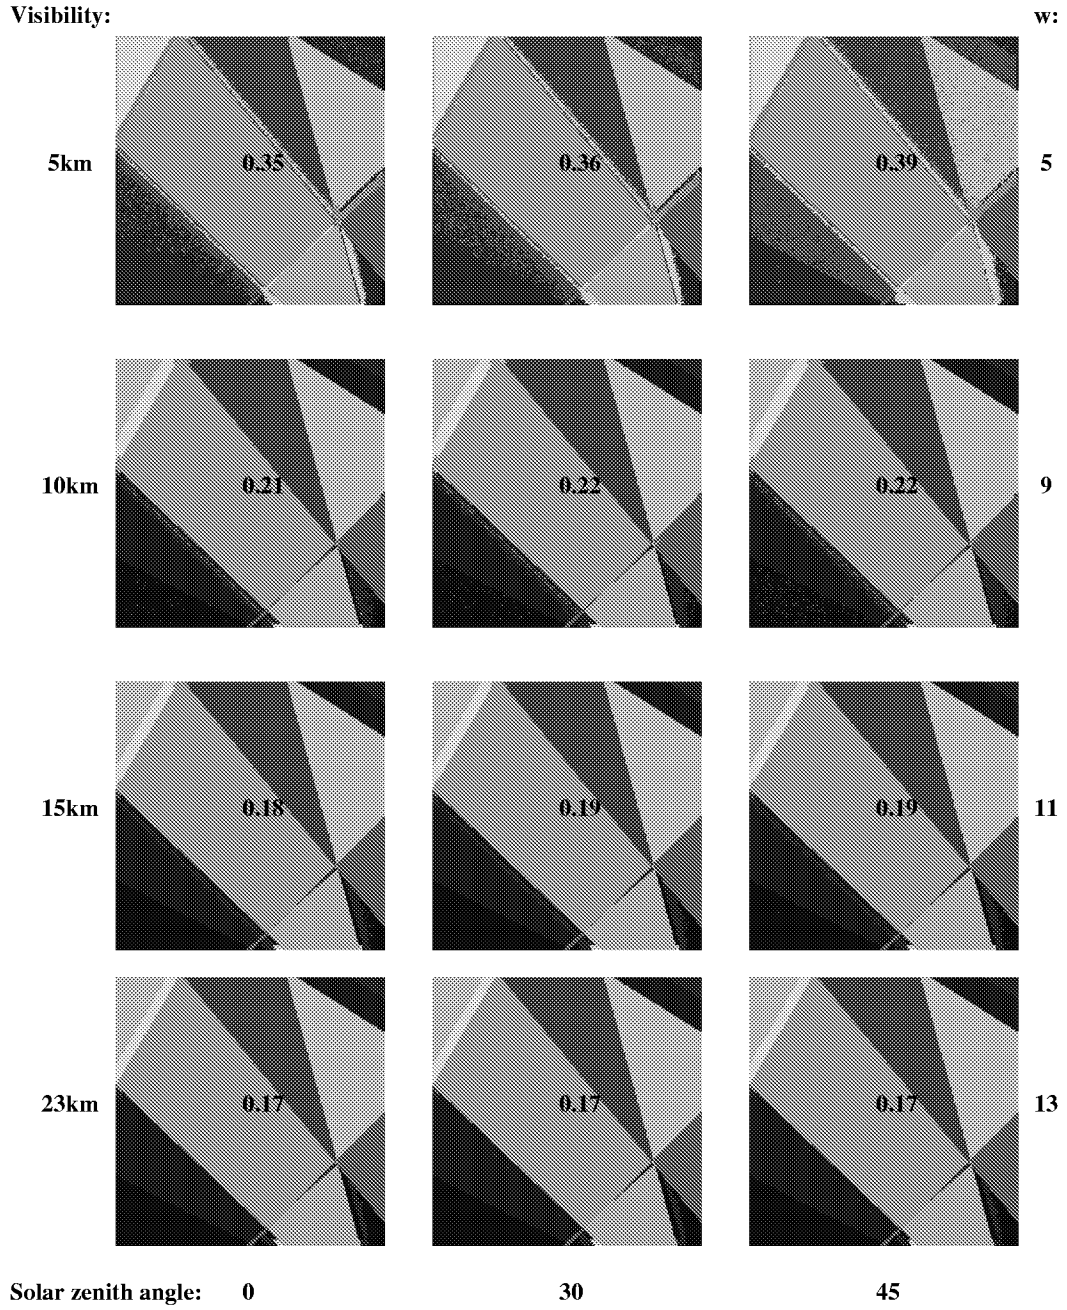 Visibility: w:
5km 0.35 0.36 0.39 5
10km 0.21 0.22 0.22 9
15km 0.18 0.19 0.19 11
23km 0.17 0.17 0.17 13
Solar zenith angle: 0 30 45